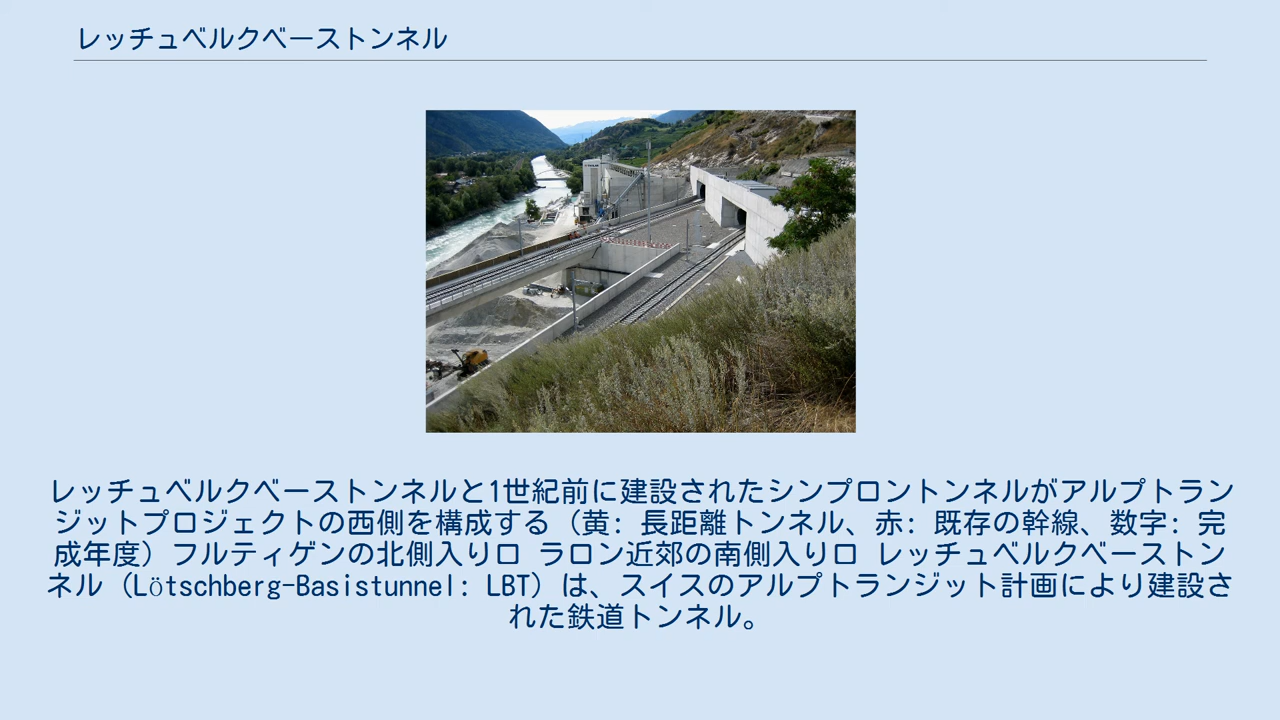 レッチュベルクベーストンネル
レッチュベルクベーストンネルと1世紀前に建設されたシンプロントンネルがアルプトラン
ジットプロジェクトの西側を構成する（黄: 長距離トンネル、赤: 既存の幹線、数字: 完
成年度）フルティゲンの北側入り口 ラロン近郊の南側入り口 レッチュベルクベーストン
ネル（Lötschberg-Basistunnel: LBT）は、スイスのアルプトランジット計画により建設さ
れた鉄道トンネル。